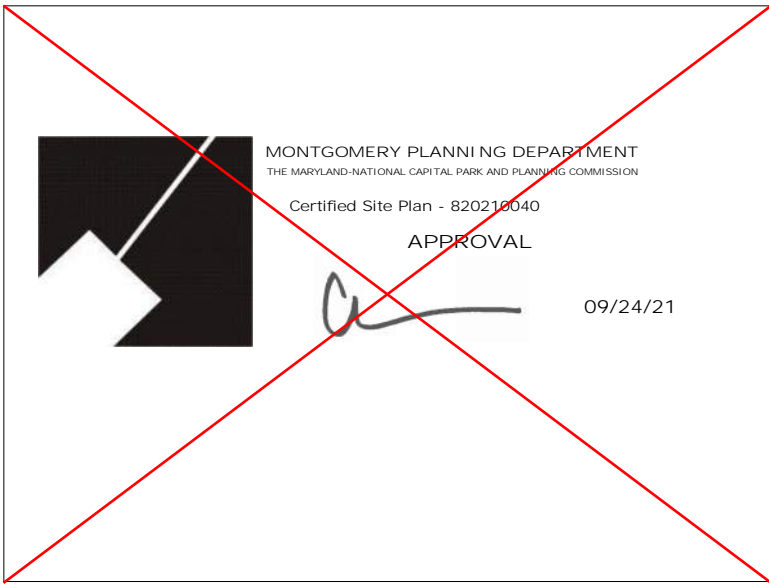 MONTGOMERY PLANNING DEPARTMENT
THE MARYLAND-NATIONAL CAPITAL PARK AND PLANNING COMMISSION
Certified Site Plan - 820210040
APPROVAL
09/24/21